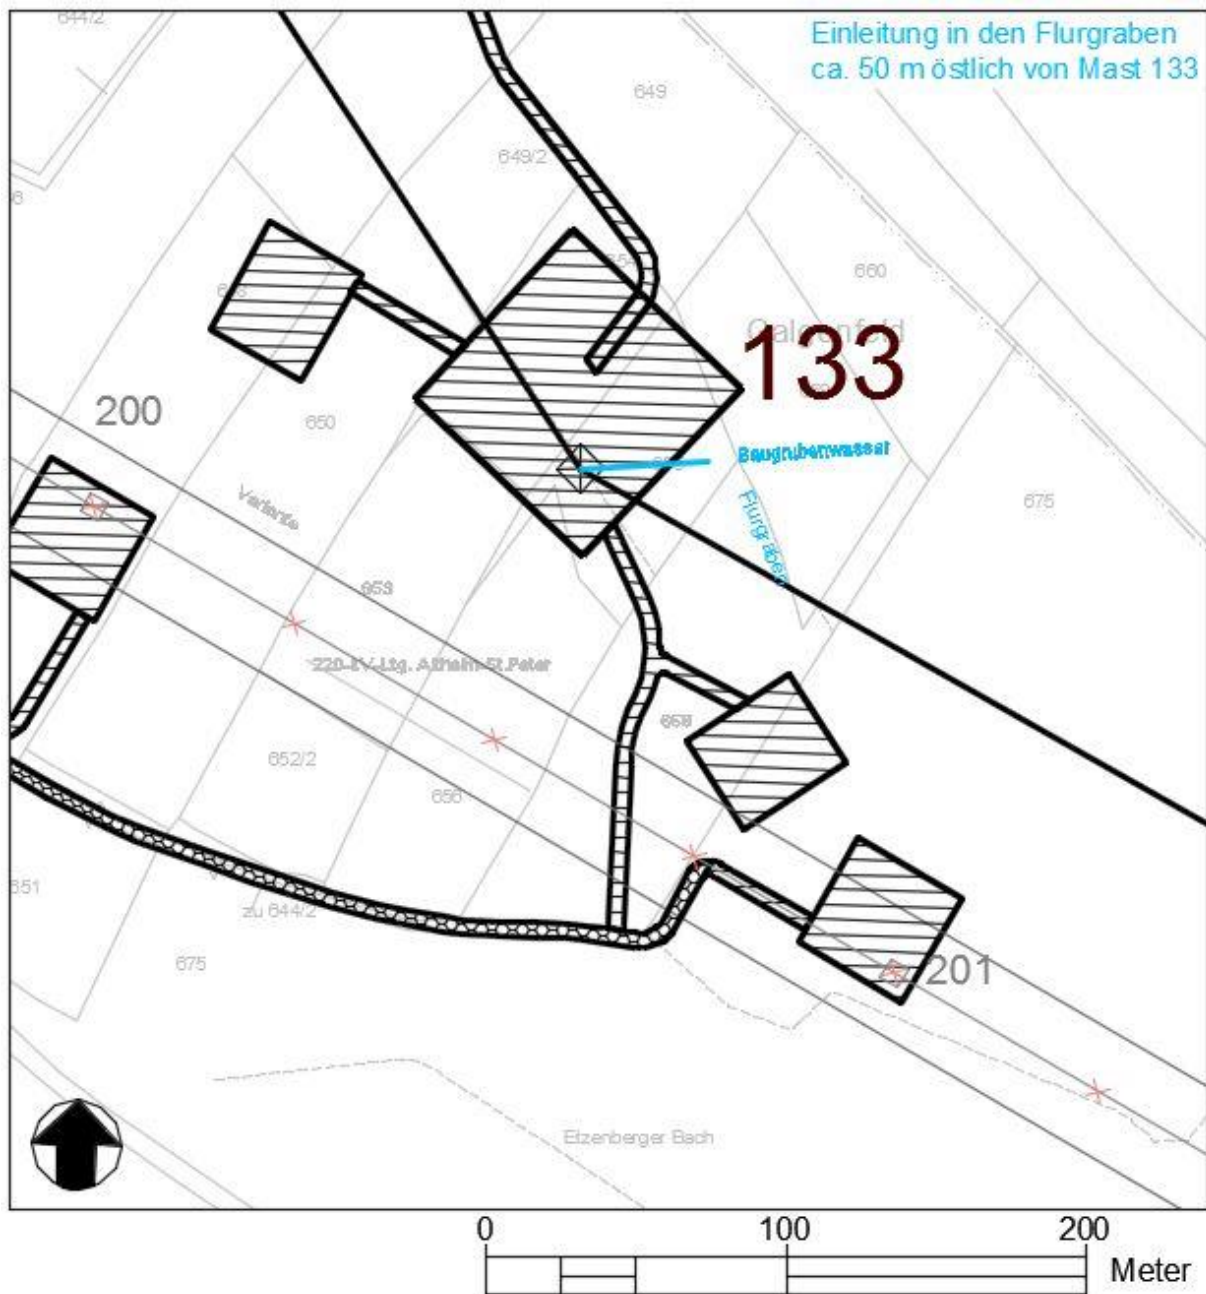 644/2
Einleitung in den Flurgraben
ca. 50 m östlich von Mast 133
649
649/2
660
133
200
650
Baugrubenwasser
Variante
Flurgraben
675
653
220-kV-Ltg. Altheim-St.Peter
652/2
656
651
zu 644/2
675
201
Etzenberger Bach
0 100 200
Meter